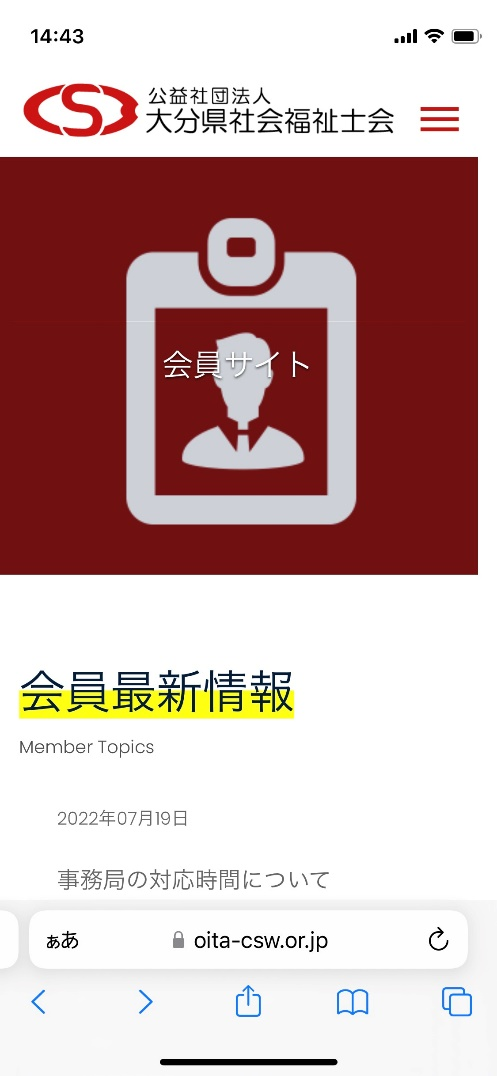 14:43
公益社団法人
大分県社会福祉士会
会員サイト
会員最新情報
Member Topics
2022年07月19日
事務局の対応時間について
ぁあ oita-csw.or.jp